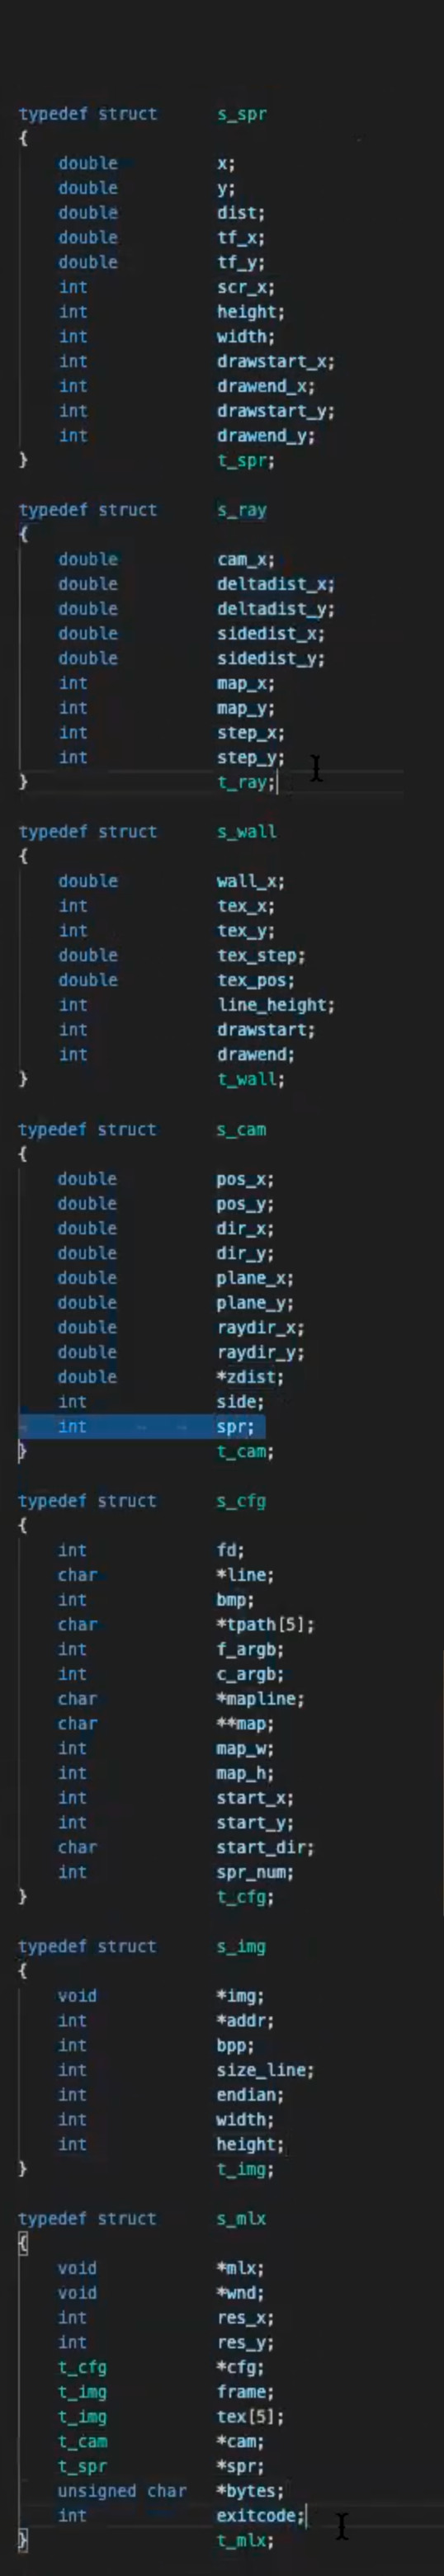 typedef struct s_spr
{
double x;
double y;
double dist;
double tf_x;
double tf_y;
int scr_x;
int height;
int width;
int drawstart_x;
int drawend_x;
int drawstart_y;
int drawend_y;
} t_spr;
typedef struct s_ray
{
double cam_x;
double deltadist_x;
double deltadist_y;
double sidedist_x;
double sidedist_y;
int map_x;
int map_y;
int step_x;
int step_y;
} t_ray;
typedef struct s_wall
{
double wall_x;
int tex_x;
int tex_y;
double tex_step;
double tex_pos;
int line_height;
int drawstart;
int drawend;
} t_wall;
typedef struct s_cam
{
double pos_x;
double pos_y;
double dir_x;
double dir_y;
double plane_x;
double plane_y;
double raydir_x;
double raydir_y;
double *zdist;
int side;
int spr;
} t_cam;
typedef struct s_cfg
{
int fd;
char *line;
int bmp;
char *tpath[5];
int f_argb;
int c_argb;
char *mapline;
char **map;
int map_w;
int map_h;
int start_x;
int start_y;
char start_dir;
int spr_num;
} t_cfg;
typedef struct s_img
{
void *img;
int *addr;
int bpp;
int size_line;
int endian;
int width;
int height;
} t_img;
typedef struct s_mlx
{
void *mlx;
void *wnd;
int res_x;
int res_y;
t_cfg *cfg;
t_img frame;
t_img tex[5];
t_cam *cam;
t_spr *spr;
unsigned char *bytes;
int exitcode;
} t_mlx;